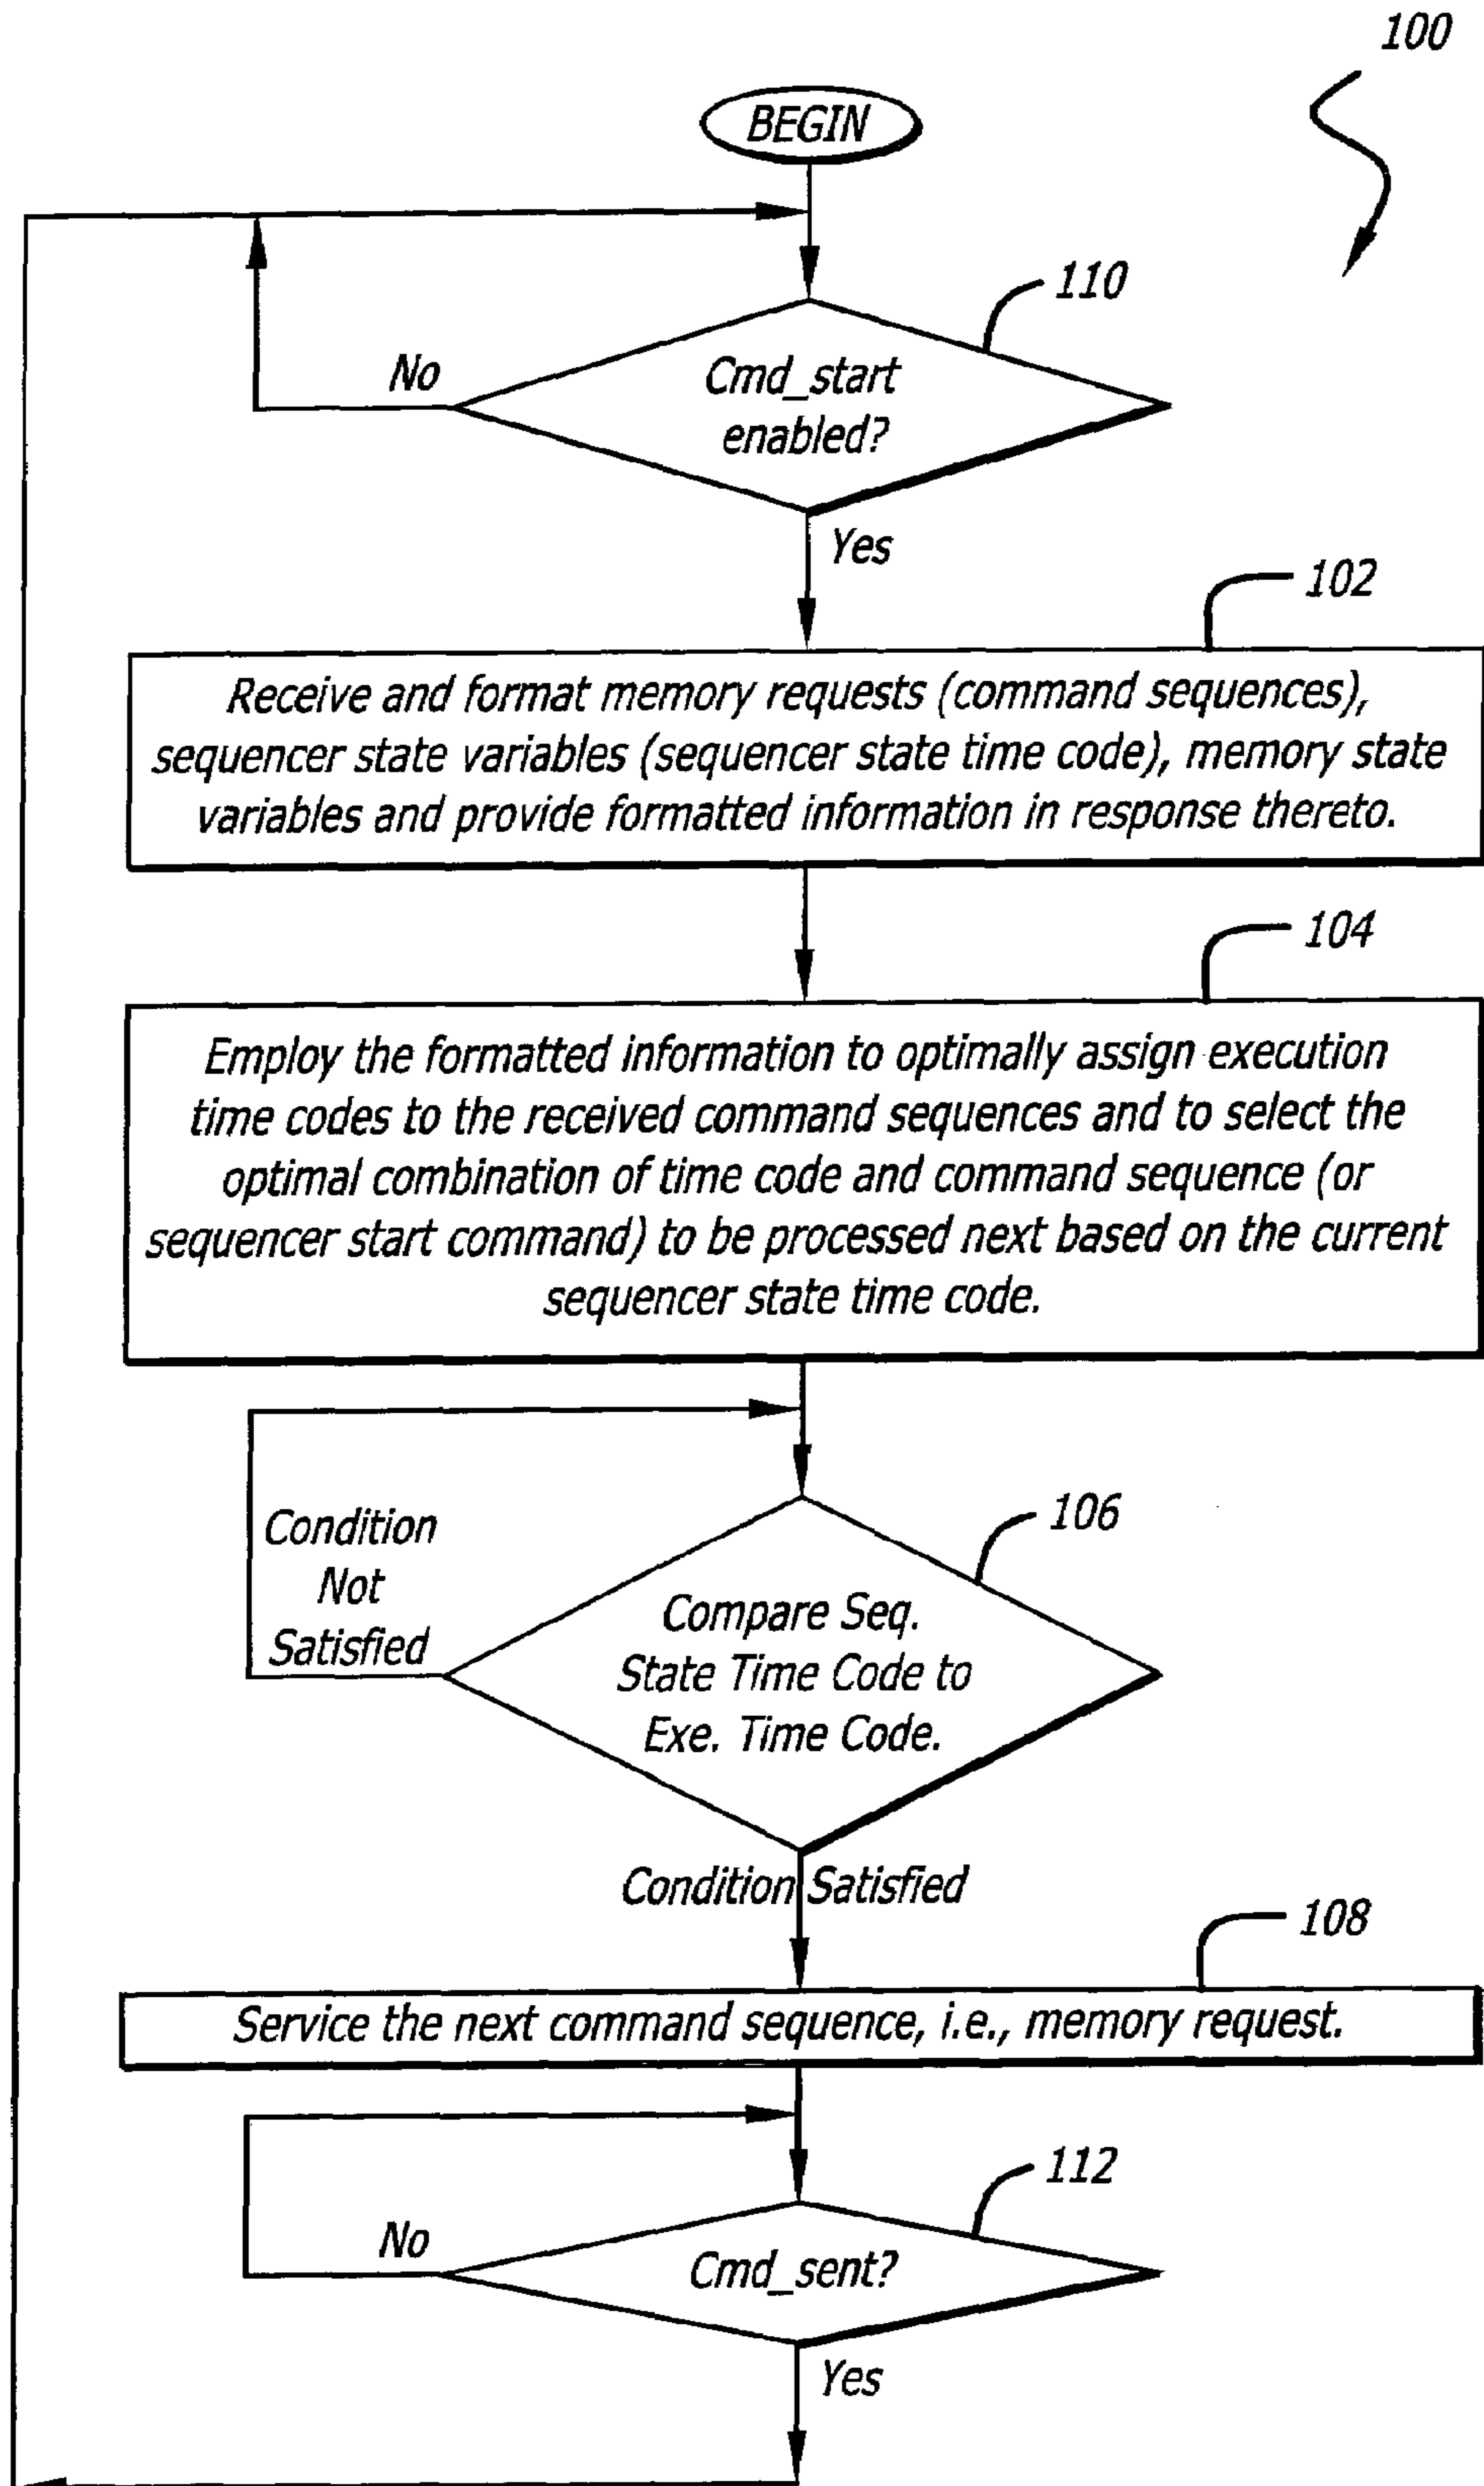 100
BEGIN
110
No
Cmd_start
enabled?
Yes
102
Receive and format memory requests (command sequences),
sequencer state variables (sequencer state time code), memory state
variables and provide formatted information in response thereto.
104
Employ the formatted information to optimally assign execution
time codes to the received command sequences and to select the
optimal combination of time code and command sequence (or
sequencer start command) to be processed next based on the current
sequencer state time code.
Condition
Not
Satisfied
106
Compare Seq.
State Time Code to
Exe. Time Code.
Condition Satisfied
108
Service the next command sequence, i.e., memory request.
112
No
Cmd_sent?
Yes